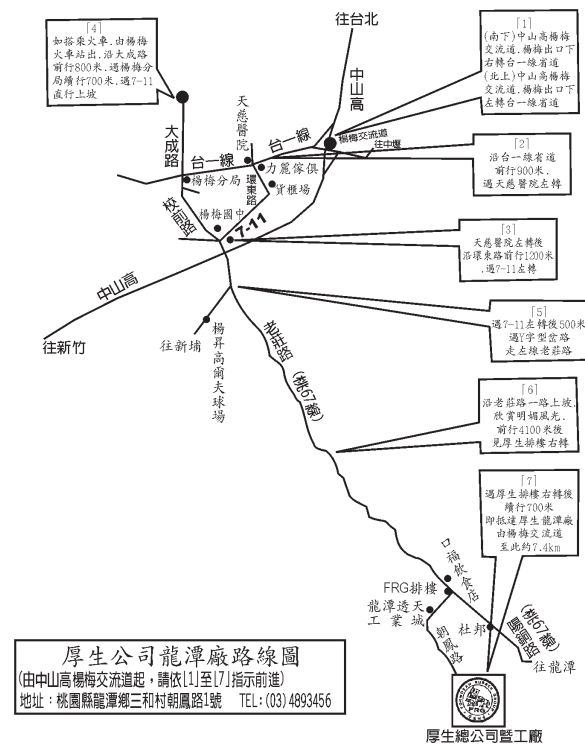 [4]
如搭乘火車.由楊梅
火車站出.沿大成路
前行800米.遇楊梅分
局續行700米.遇7-11
直行上坡
往台北
[1]
(南下)中山高楊梅
交流道.楊梅出口下
右轉台一線省道
(北上)中山高楊梅
交流道.楊梅出口下
左轉台一線省道
中山高
天慈醫院
大成路
台一線
台一線
楊梅交流道
往中壢
力麗傢俱
楊梅分局
環東路
貨櫃場
[2]
沿台一線省道
前行900米.
遇天慈醫院左轉
校前路
楊梅國中
7-11
[3]
天慈醫院左轉後
沿環東路前行1200米
.遇7-11左轉
中山高
往新竹
往新埔
楊昇高爾夫球場
老莊路
(桃67線)
[5]
遇7-11左轉後500米
遇Y字型岔路
走左線老莊路
[6]
沿老莊路一路上坡.
欣賞明媚風光.
前行4100米後
見厚生排樓右轉
[7]
遇厚生排樓右轉後
續行700米
即抵達厚生龍潭廠
由楊梅交流道
至此約7.4km
口福飲食店
FRG排樓
龍潭透天
工業城
朝鳳路
杜邦
(桃67線)
往龍潭
厚生公司龍潭廠路線圖
(由中山高楊梅交流道起，請依[1]至[7]指示前進)
地址：桃園縣龍潭鄉三和村朝鳳路1號 TEL:(03)4893456
FRG
厚生總公司暨工廠